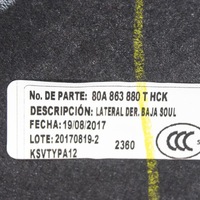 No. DE PARTE: 80A 863 880 T HCK
DESCRIPCIÓN: LATERAL DER. BAJA SOUL
FECHA: 19/08/2017
LOTE: 20170819-2 2360
KSVTYPA12